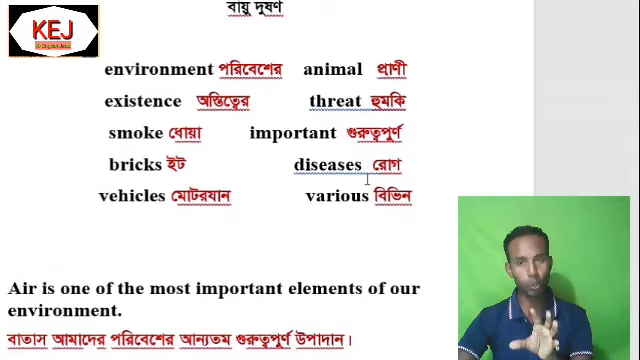 বায়ু দুষণ
KEJ
environment পরিবেশের animal প্রাণী
existence অস্তিত্বের threat হুমকি
smoke ধোয়া important গুরুত্বপুর্ণ
bricks ইট diseases রোগ
vehicles মোটরযান various বিভিন
Air is one of the most important elements of our
environment.
বাতাস আমাদের পরিবেশের আন্যতম গুরুত্বপুর্ণ উপাদান।